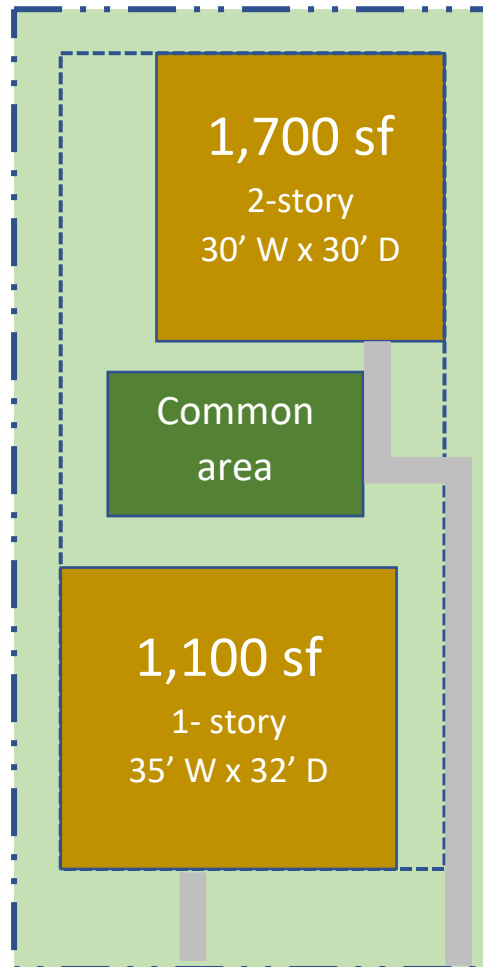 1,700 sf
2-story
30’ W x 30’ D
Common
area
1,100 sf
1- story
35’ W x 32’ D